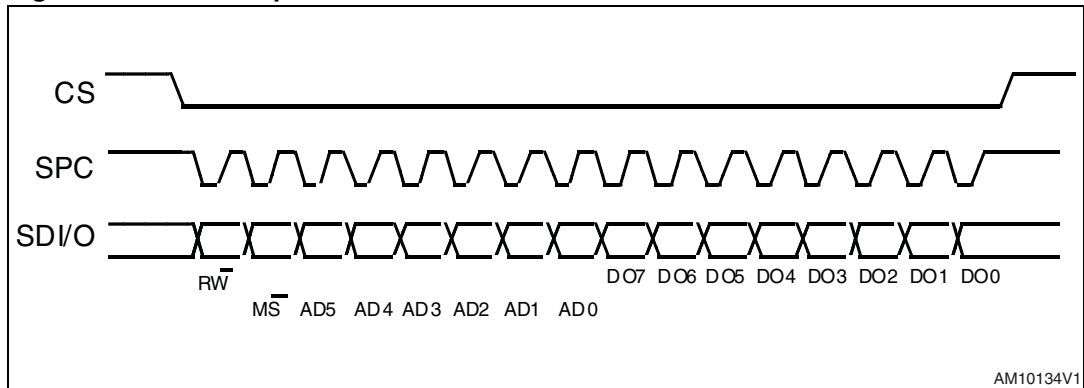 CS
SPC
SDI/O
RW
DO7 DO6 DO5 DO4 DO3 DO2 DO1 DO0
MS AD5 AD4 AD3 AD2 AD1 AD0
AM10134V1